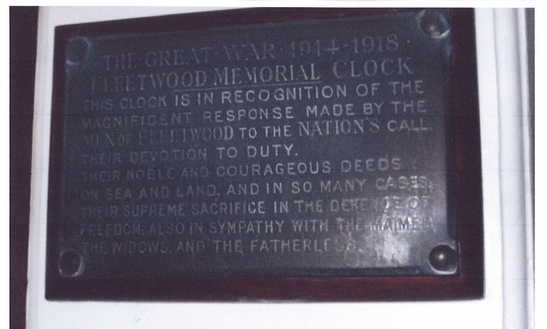 THE GREAT·WAR·1914-1918·
FLEETWOOD MEMORIAL CLOCK
THIS CLOCK IS IN RECOGNITION OF THE
MAGNIFICENT RESPONSE MADE BY THE
MEN OF FLEETWOOD TO THE NATION'S CALL.
THEIR DEVOTION TO DUTY.
THEIR NOBLE AND COURAGEOUS DEEDS
ON SEA AND LAND, AND IN SO MANY CASES,
THEIR SUPREME SACRIFICE IN THE DEFENCE OF
FREEDOM; ALSO IN SYMPATHY WITH THE MAIMED
THE WIDOWS, AND THE FATHERLESS.